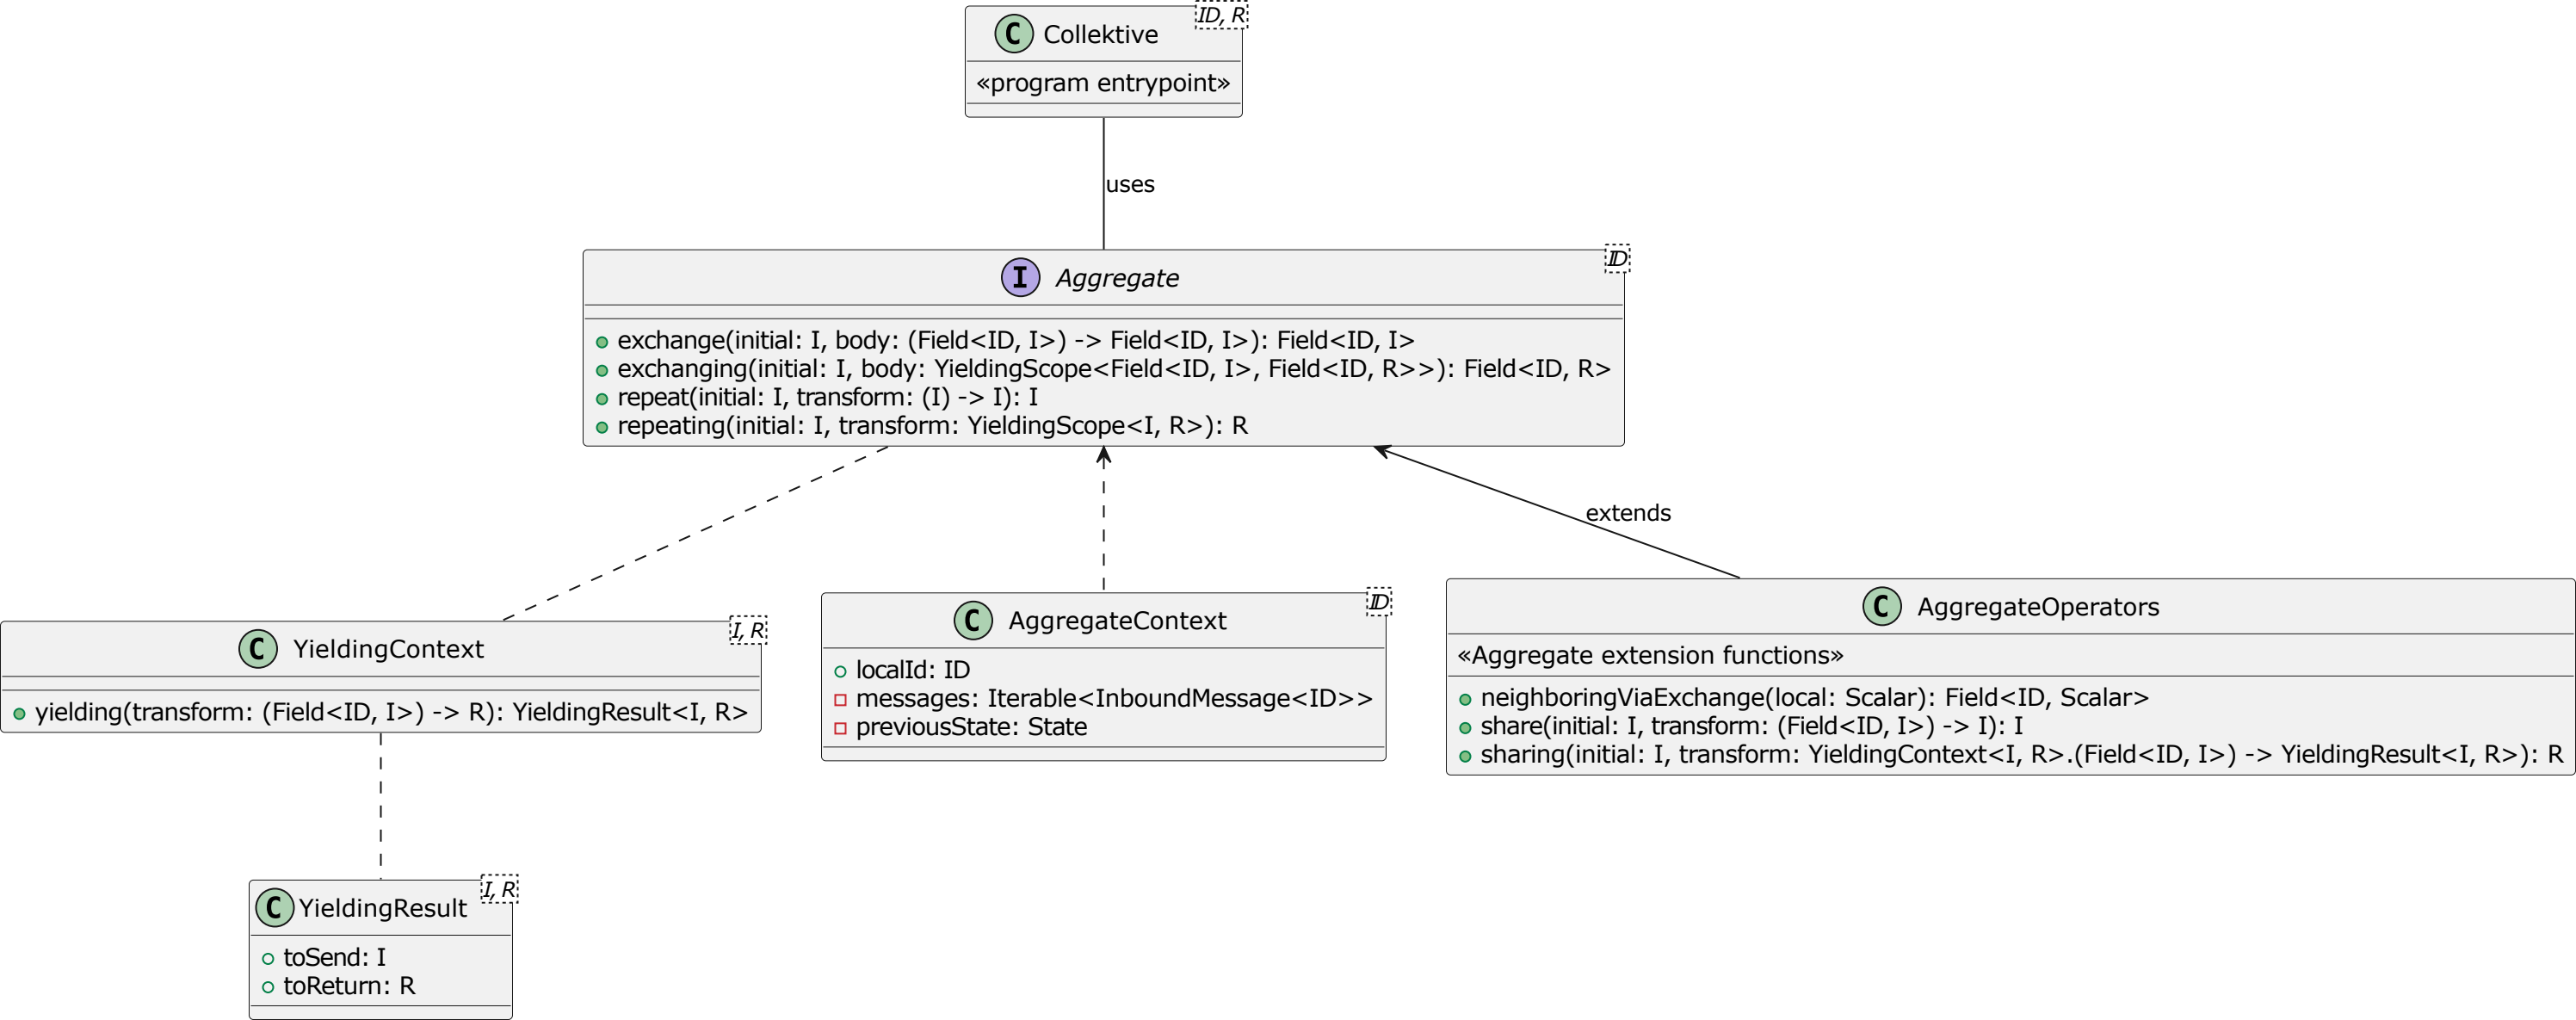 ID, R
C Collektive
«program entrypoint»
uses
ID
I Aggregate
exchange(initial: I, body: (Field<ID, I>) -> Field<ID, I>): Field<ID, I>
exchanging(initial: I, body: YieldingScope<Field<ID, I>, Field<ID, R>>): Field<ID, R>
repeat(initial: I, transform: (I) -> I): I
repeating(initial: I, transform: YieldingScope<I, R>): R
extends
I, R
C YieldingContext
yielding(transform: (Field<ID, I>) -> R): YieldingResult<I, R>
ID
C AggregateContext
localId: ID
messages: Iterable<InboundMessage<ID>>
previousState: State
C AggregateOperators
«Aggregate extension functions»
neighboringViaExchange(local: Scalar): Field<ID, Scalar>
share(initial: I, transform: (Field<ID, I>) -> I): I
sharing(initial: I, transform: YieldingContext<I, R>.(Field<ID, I>) -> YieldingResult<I, R>): R
I, R
C YieldingResult
toSend: I
toReturn: R